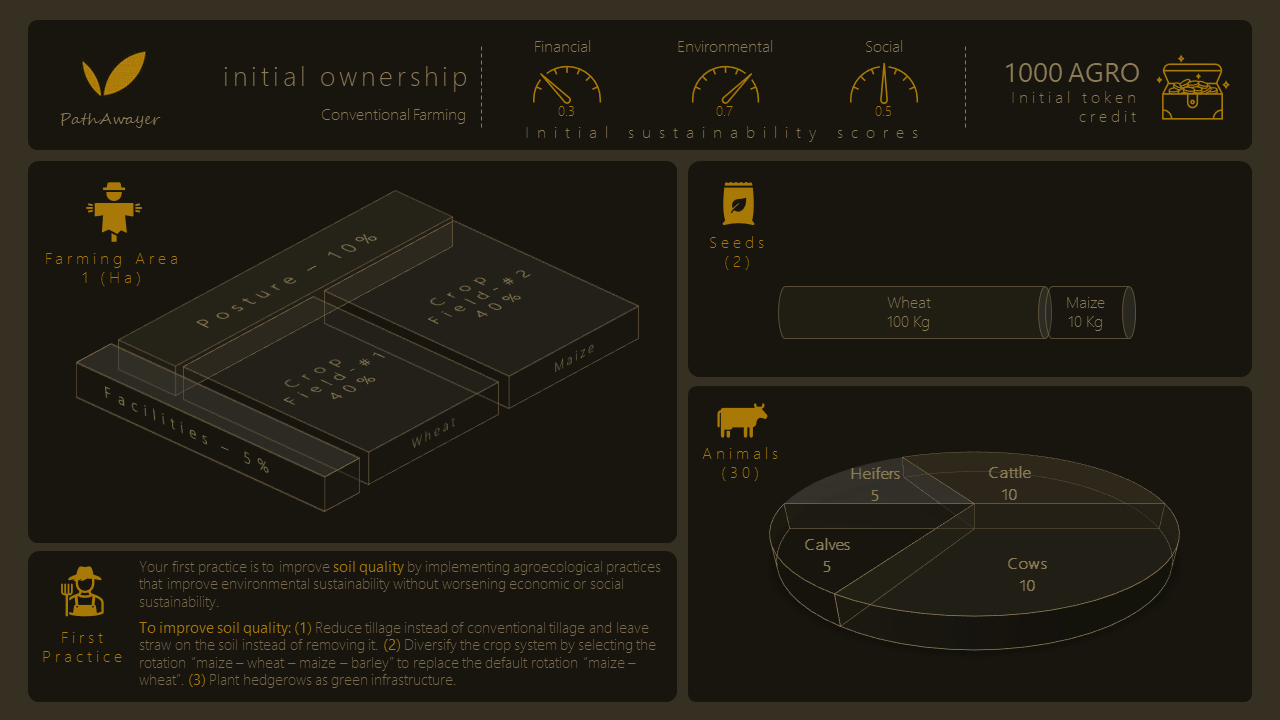 PathAwayer
initial ownership
Conventional Farming
Financial
0.3
Environmental
0.7
Social
0.5
Initial sustainability scores
1000 AGRO
Initial token
credit
Farming Area
1 (Ha)
Posture – 10%
Crop
Field-#2
40%
Maize
Crop
Field-#1
40%
Wheat
Facilities – 5%
Seeds
(2)
Wheat
100 Kg
Maize
10 Kg
Animals
(30)
Heifers
5
Cattle
10
Calves
5
Cows
10
First
Practice
Your first practice is to improve soil quality by implementing agroecological practices
that improve environmental sustainability without worsening economic or social
sustainability.
To improve soil quality: (1) Reduce tillage instead of conventional tillage and leave
straw on the soil instead of removing it. (2) Diversify the crop system by selecting the
rotation “maize – wheat – maize – barley” to replace the default rotation “maize –
wheat”. (3) Plant hedgerows as green infrastructure.